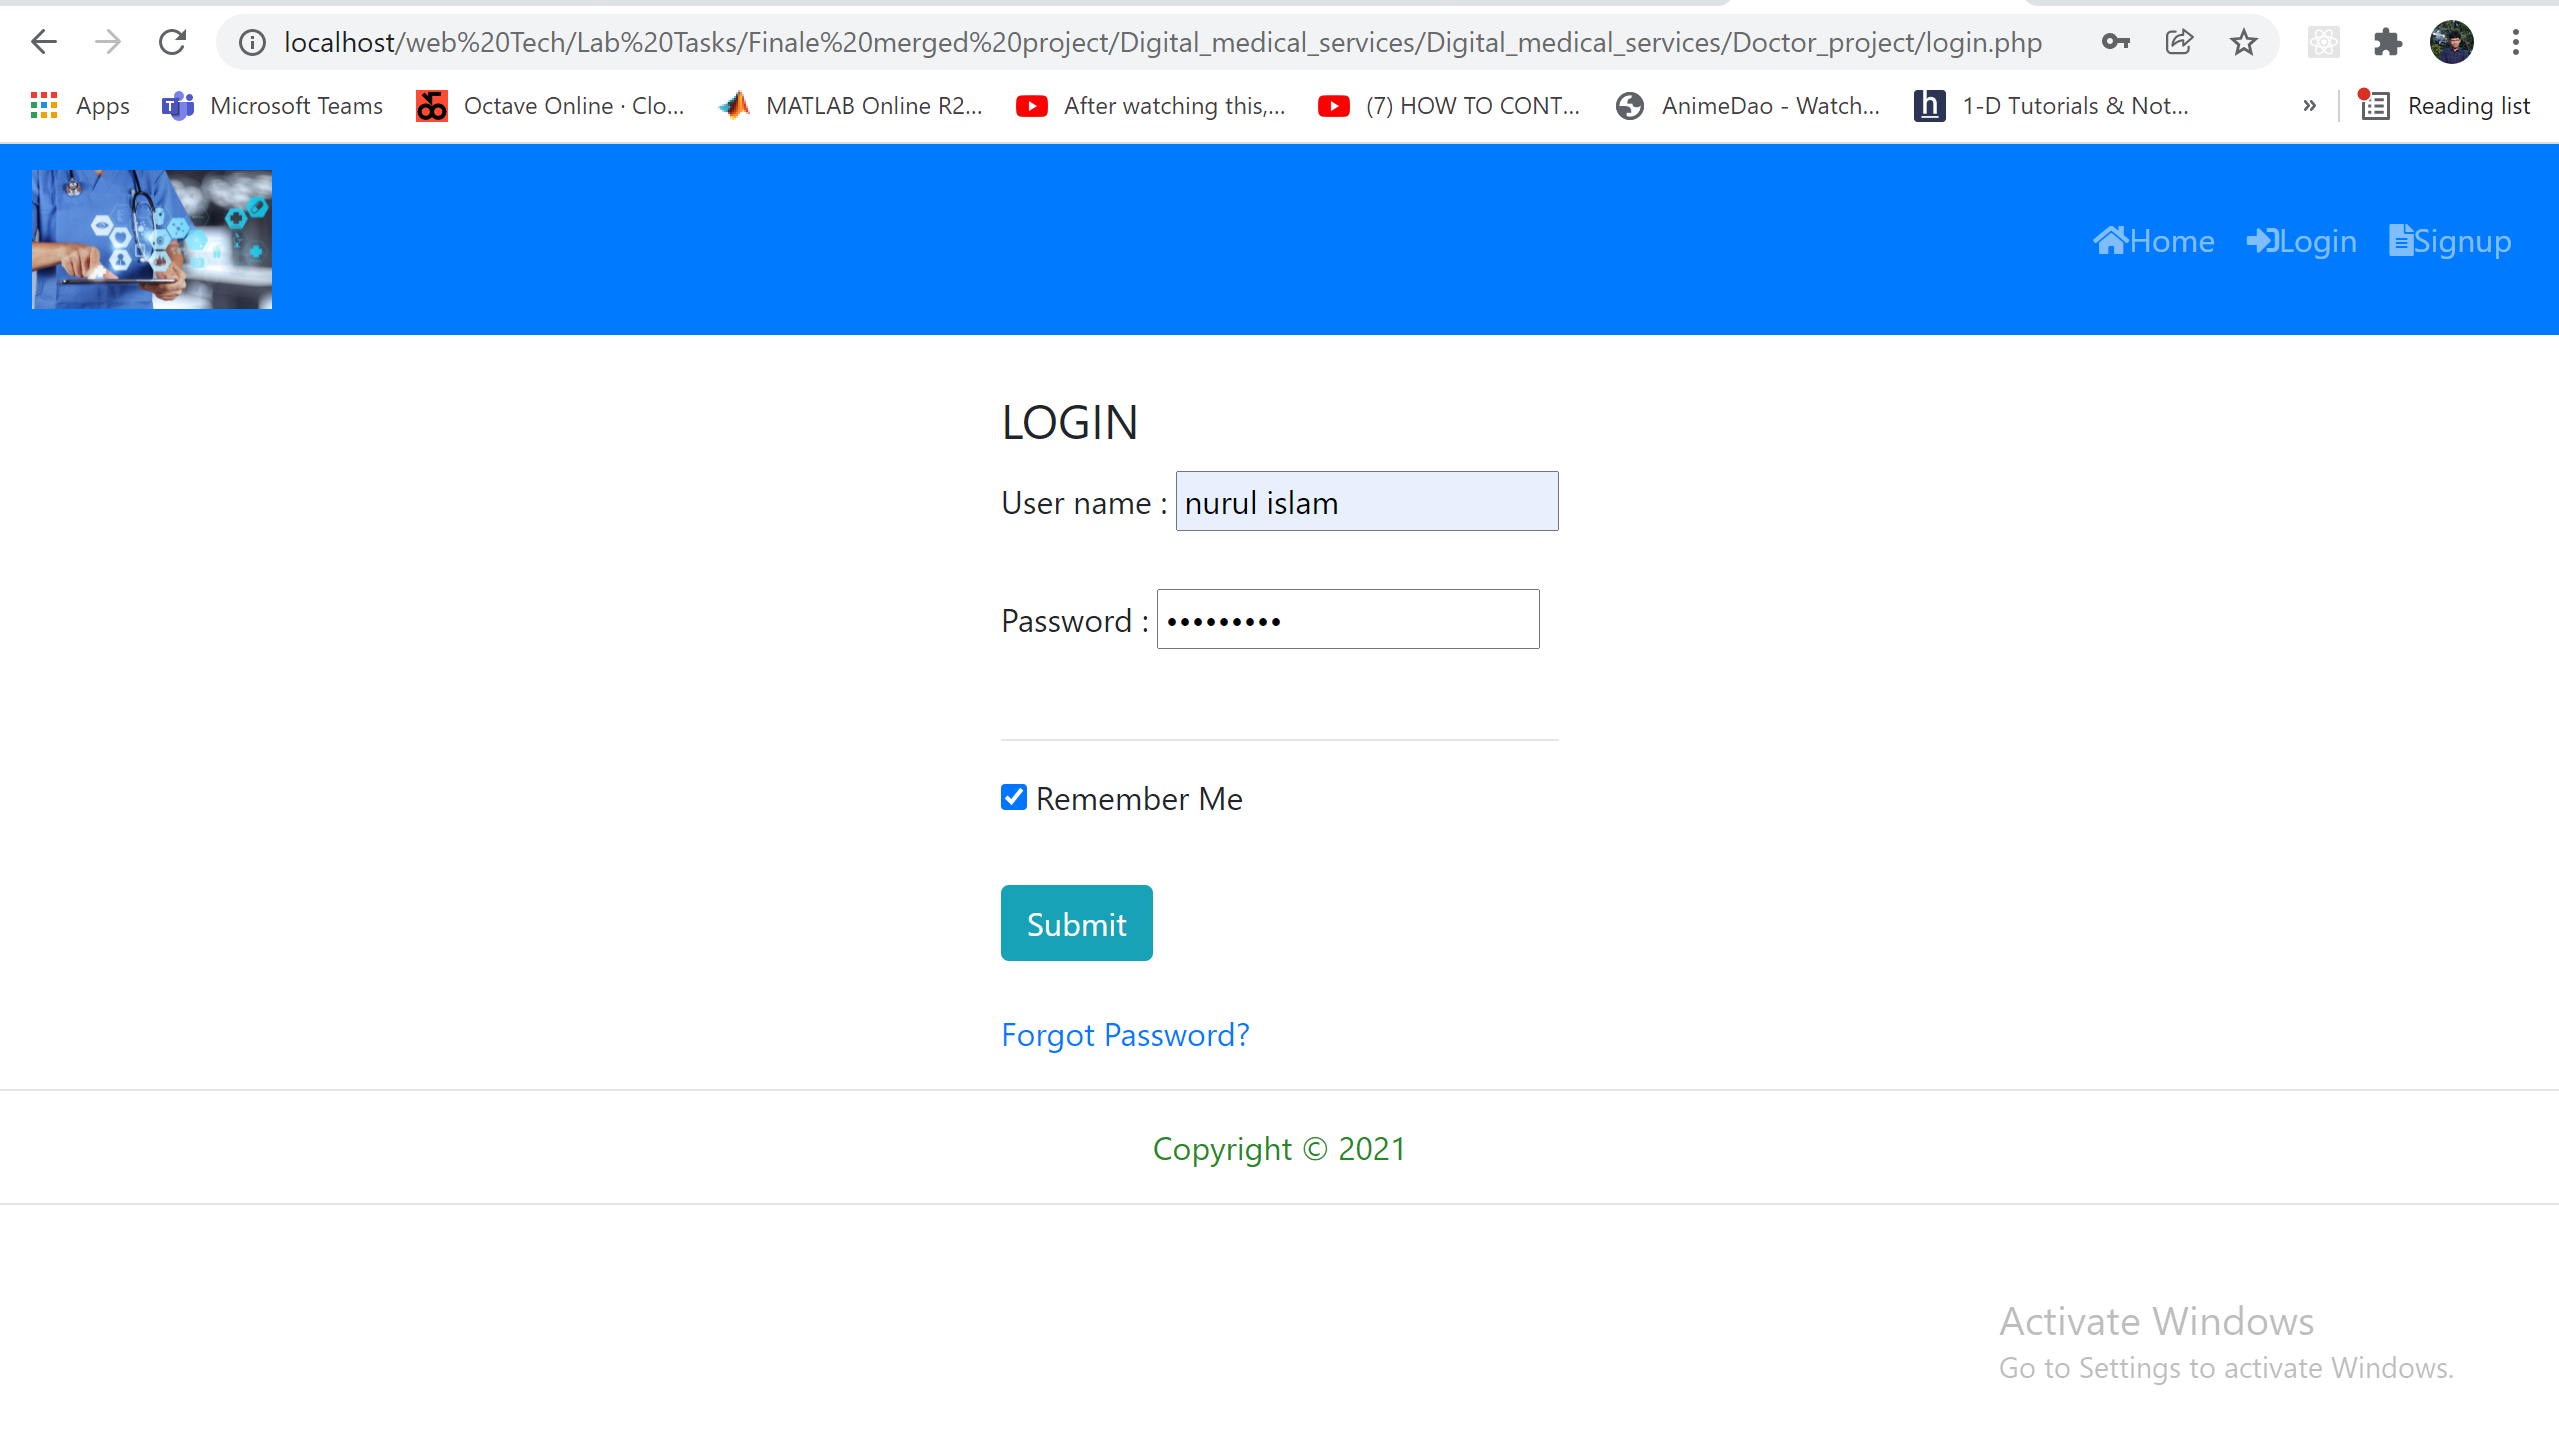 localhost/web%20Tech/Lab%20Tasks/Finale%20merged%20project/Digital_medical_services/Digital_medical_services/Doctor_project/login.php
Apps Microsoft Teams Octave Online · Clo... MATLAB Online R2... After watching this,... (7) HOW TO CONT... AnimeDao - Watch... 1-D Tutorials & Not... » Reading list
Home Login Signup
LOGIN
User name : nurul islam
Password : •••••••••
Remember Me
Submit
Forgot Password?
Copyright © 2021
Activate Windows
Go to Settings to activate Windows.